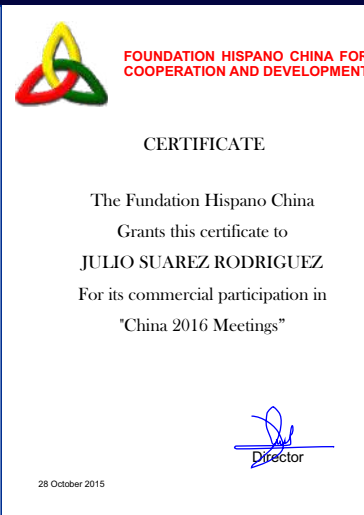 FOUNDATION HISPANO CHINA FOR
COOPERATION AND DEVELOPMENT
CERTIFICATE
The Fundation Hispano China
Grants this certificate to
JULIO SUAREZ RODRIGUEZ
For its commercial participation in
"China 2016 Meetings”
Director
28 October 2015